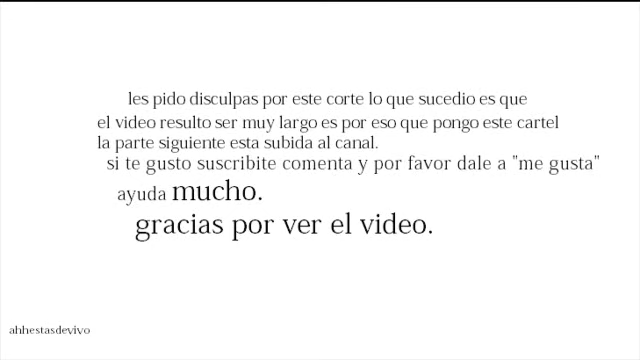 les pido disculpas por este corte lo que sucedio es que
el video resulto ser muy largo es por eso que pongo este cartel
la parte siguiente esta subida al canal.
si te gusto suscribite comenta y por favor dale a "me gusta"
ayuda mucho.
gracias por ver el video.
ahhestasdevivo